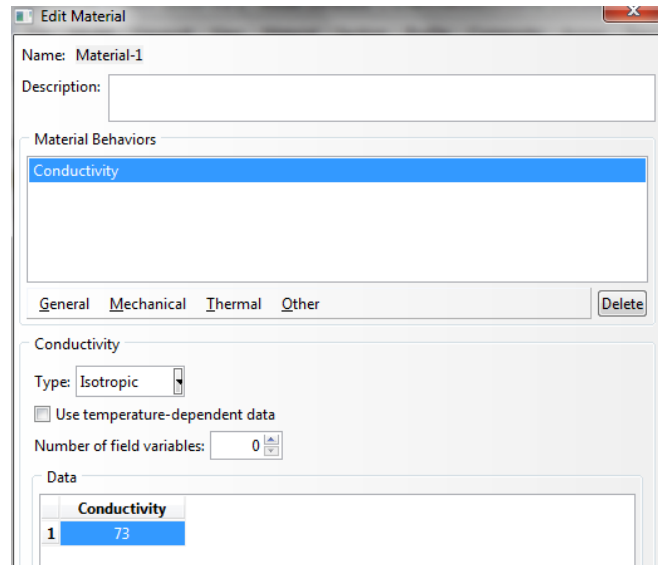 Edit Material
Name: Material-1
Description:
Material Behaviors
Conductivity
General Mechanical Thermal Other Delete
Conductivity
Type: Isotropic
Use temperature-dependent data
Number of field variables: 0
Data
Conductivity
1 73